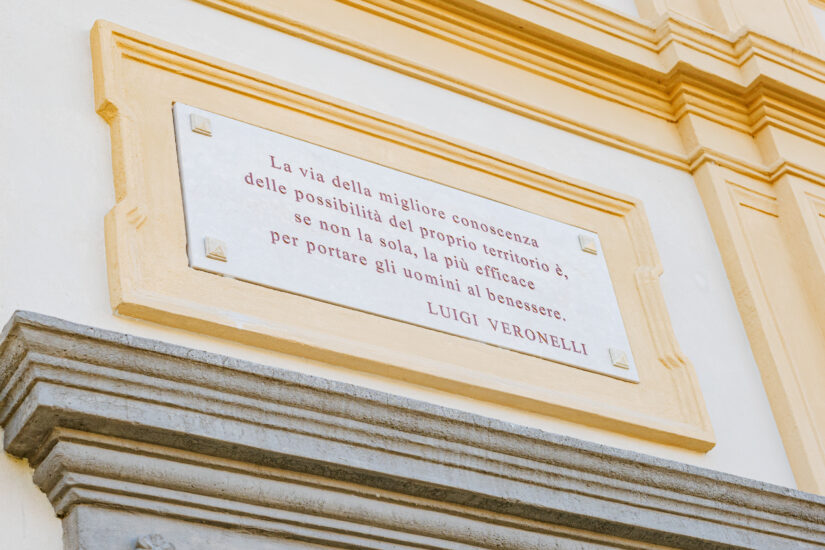 La via della migliore conoscenza
delle possibilità del proprio territorio è,
se non la sola, la più efficace
per portare gli uomini al benessere.
LUIGI VERONELLI